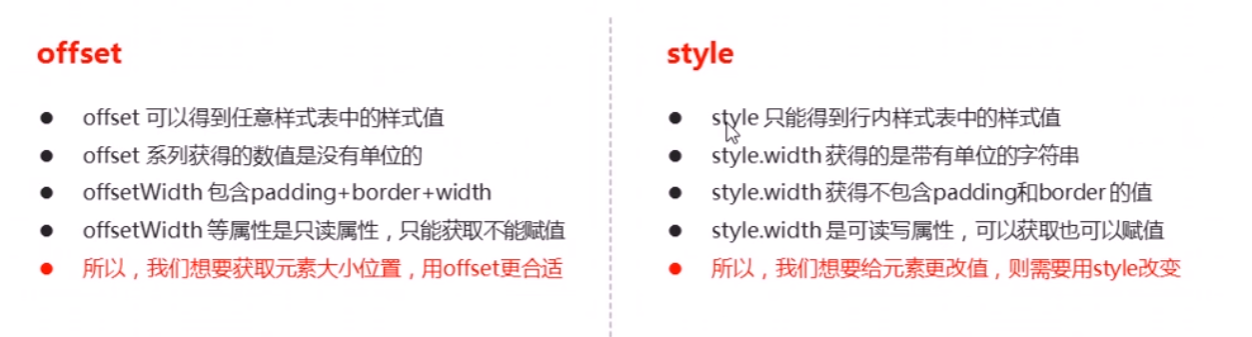 offset
offset 可以得到任意样式表中的样式值
offset 系列获得的数值是没有单位的
offsetWidth 包含padding+border+width
offsetWidth 等属性是只读属性，只能获取不能赋值
所以，我们想要获取元素大小位置，用offset更合适
style
style 只能得到行内样式表中的样式值
style.width 获得的是带有单位的字符串
style.width 获得不包含padding和border 的值
style.width 是可读写属性，可以获取也可以赋值
所以，我们想要给元素更改值，则需要用style改变